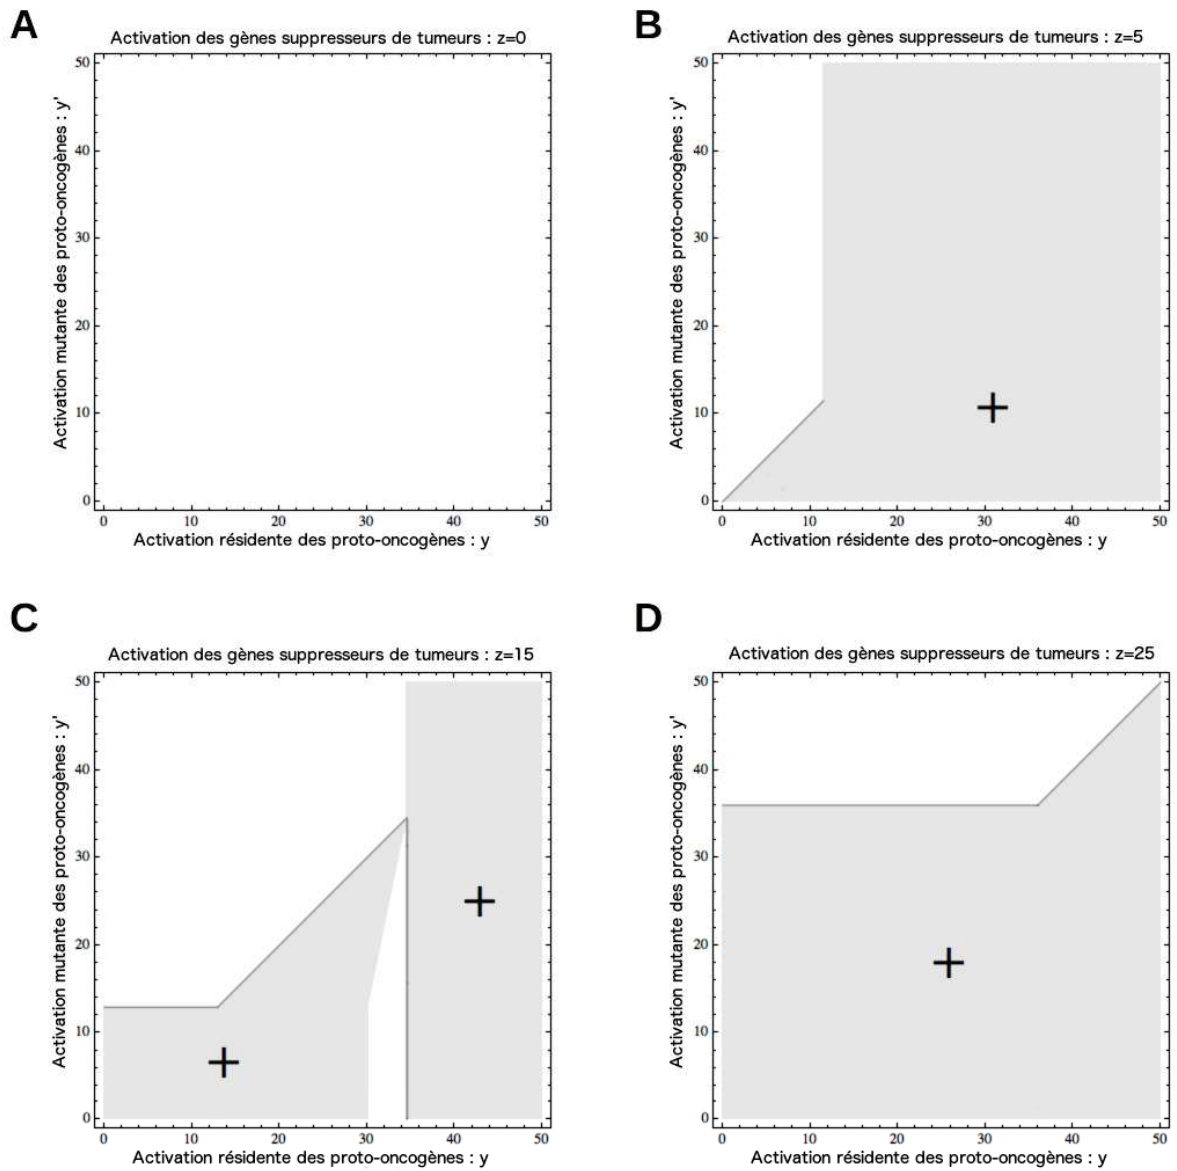 A
Activation des gènes suppresseurs de tumeurs : z=0
Activation mutante des proto-oncogènes : y'
50
40
30
20
10
0
0 10 20 30 40 50
Activation résidente des proto-oncogènes : y
B
Activation des gènes suppresseurs de tumeurs : z=5
Activation mutante des proto-oncogènes : y'
50
40
30
20
10
0
0 10 20 30 40 50
Activation résidente des proto-oncogènes : y
C
Activation des gènes suppresseurs de tumeurs : z=15
Activation mutante des proto-oncogènes : y'
50
40
30
20
10
0
0 10 20 30 40 50
Activation résidente des proto-oncogènes : y
D
Activation des gènes suppresseurs de tumeurs : z=25
Activation mutante des proto-oncogènes : y'
50
40
30
20
10
0
0 10 20 30 40 50
Activation résidente des proto-oncogènes : y